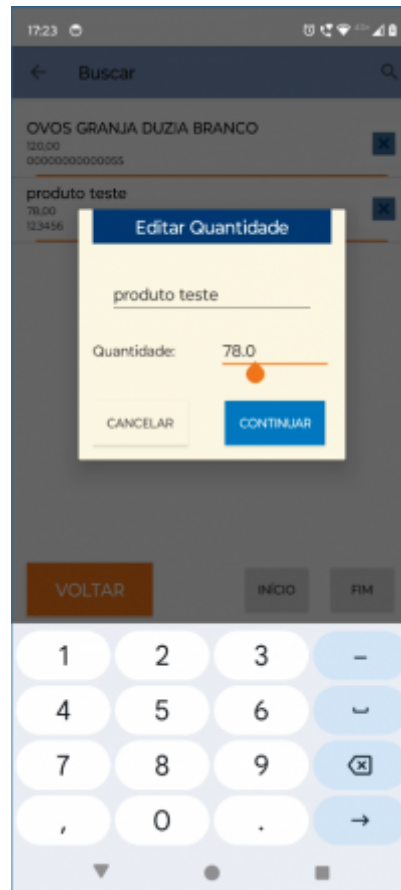 17:23
Buscar
OVOS GRANJA DUZIA BRANCO
120,00
00000000000055
produto teste
78,00
123456
Editar Quantidade
produto teste
Quantidade: 78.0
CANCELAR CONTINUAR
VOLTAR INÍCIO FIM
1 2 3 –
4 5 6
7 8 9
, 0 .